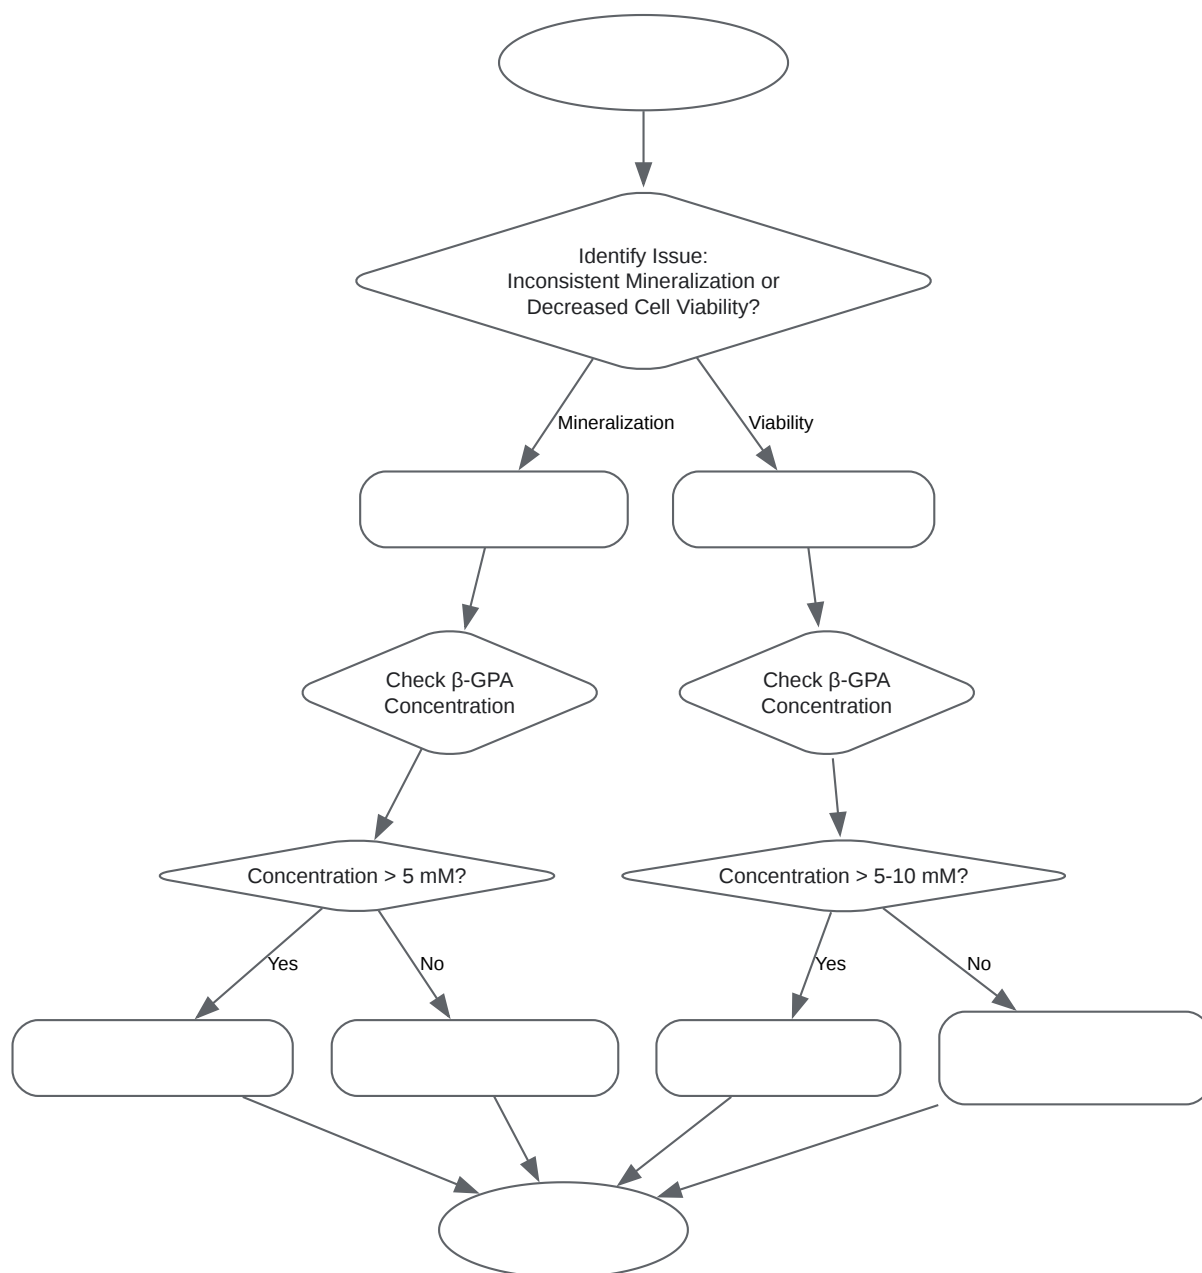 Identify Issue:
Inconsistent Mineralization or
Decreased Cell Viability?
Mineralization
Viability
Check β-GPA
Concentration
Check β-GPA
Concentration
Concentration > 5 mM?
Concentration > 5-10 mM?
Yes
No
Yes
No